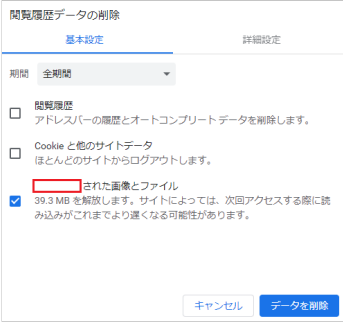 閲覧履歴データの削除
基本設定 詳細設定
期間 全期間
閲覧履歴
アドレスバーの履歴とオートコンプリート データを削除します。
Cookie と他のサイトデータ
ほとんどのサイトからログアウトします。
された画像とファイル
39.3 MB を解放します。サイトによっては、次回アクセスする際に読
み込みがこれまでより遅くなる可能性があります。
キャンセル データを削除